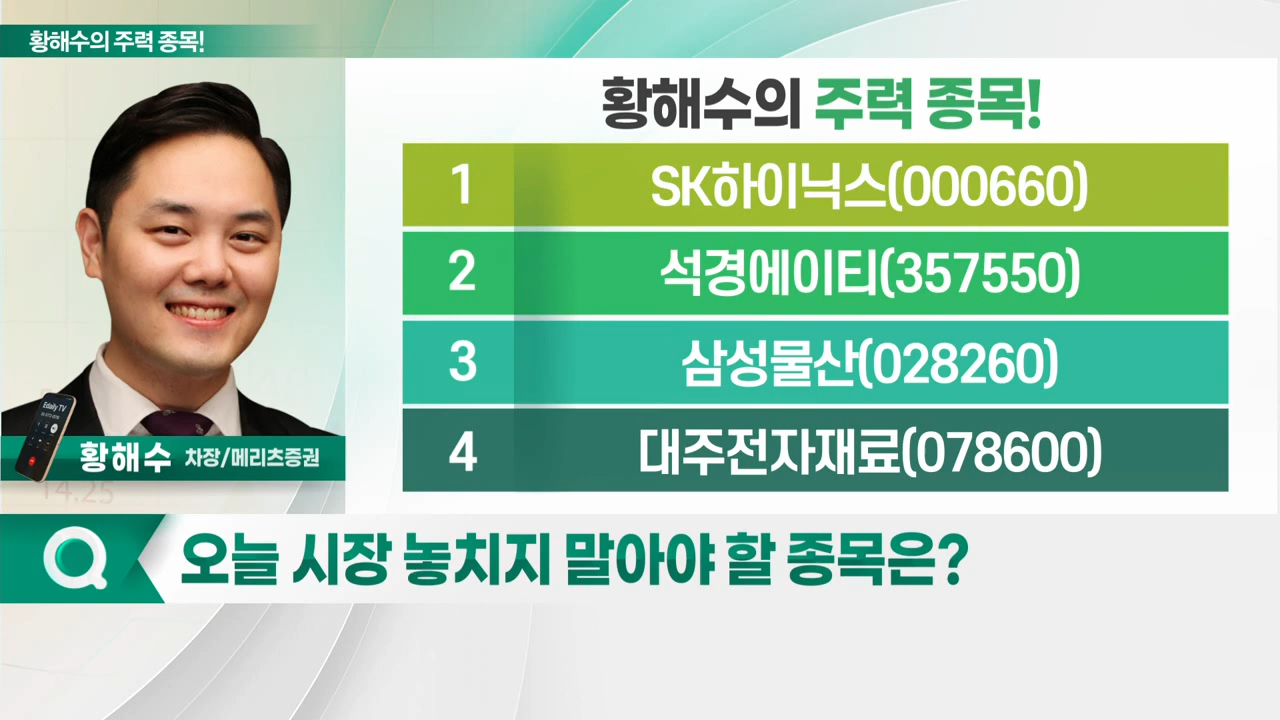 황해수의 주력 종목!
황해수의 주력 종목!
1 SK하이닉스(000660)
2 석경에이티(357550)
3 삼성물산(028260)
4 대주전자재료(078600)
Edaily TV
황해수 차장/메리츠증권
14.25
Q 오늘 시장 놓치지 말아야 할 종목은?